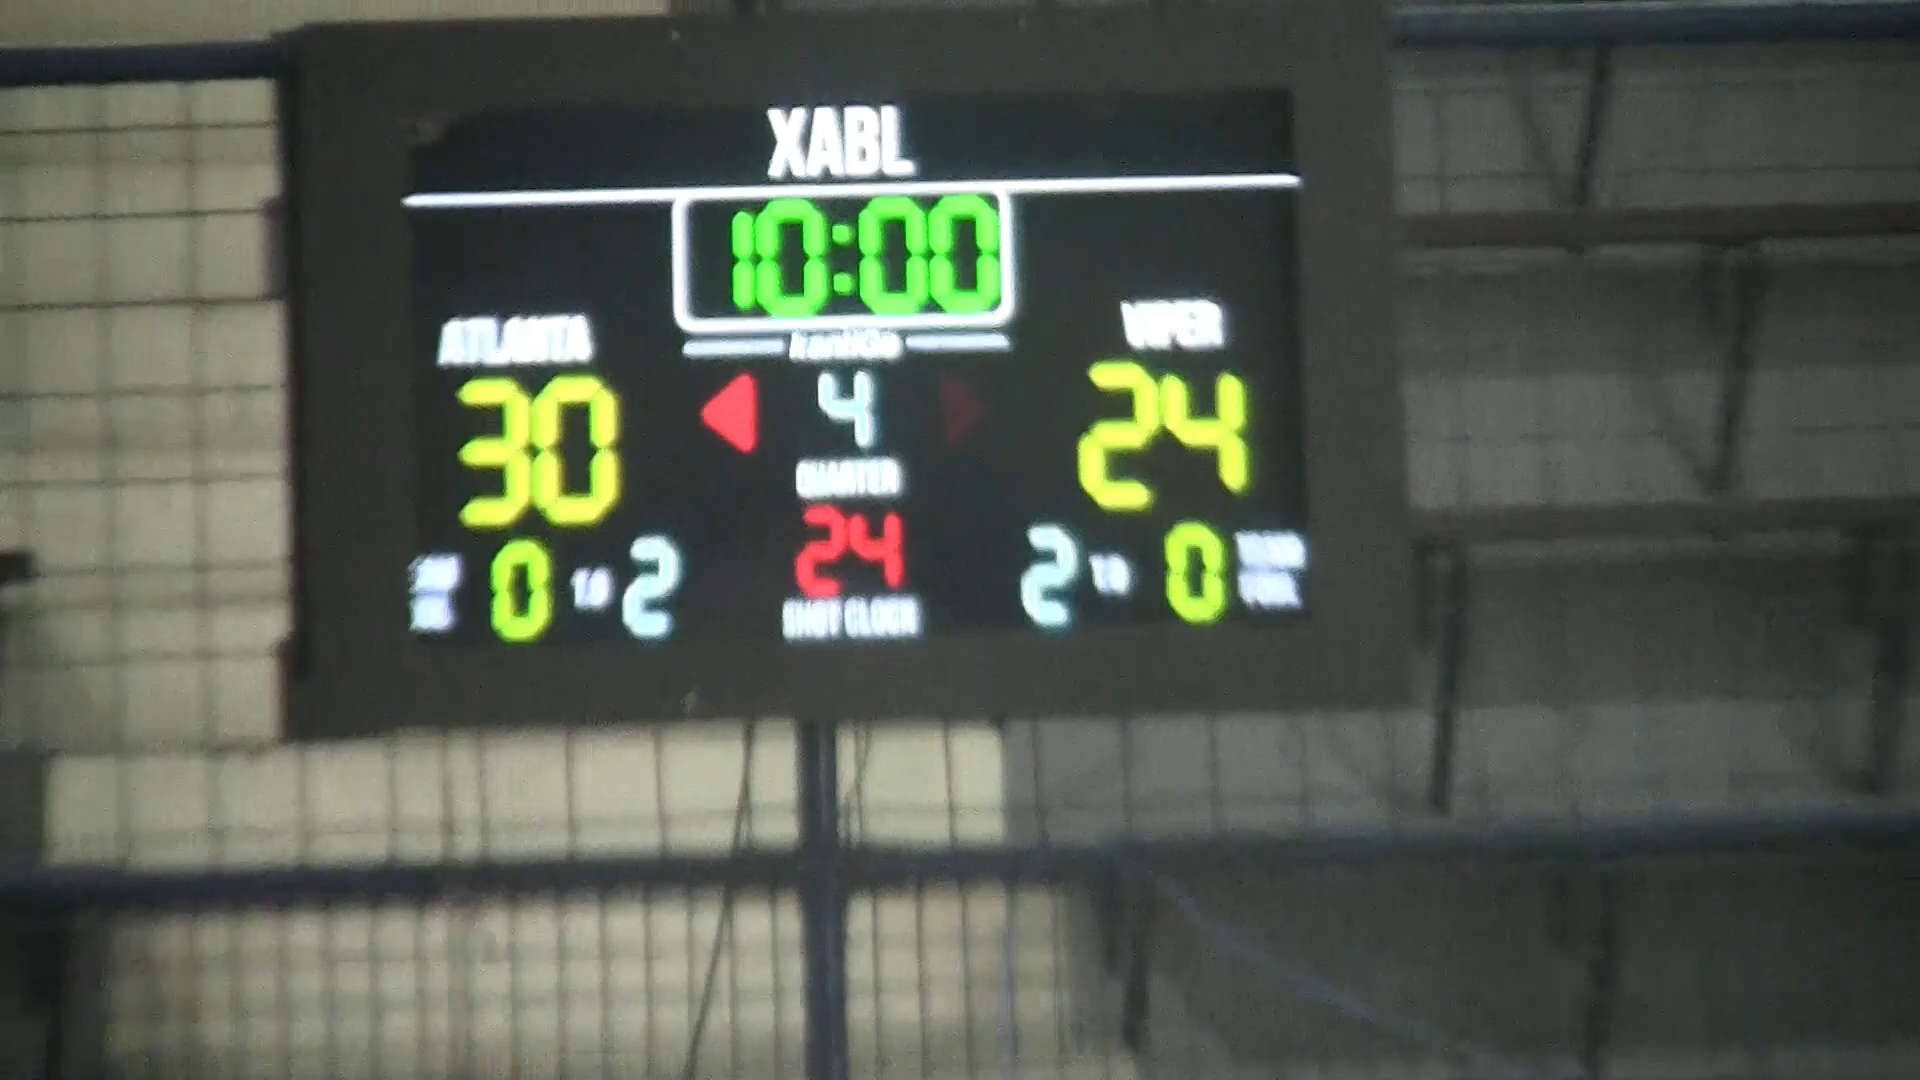 XABL
10:00
ATLANTA
VIPER
30
4
24
QUARTER
24
0 T.O 2
2 T.O 0
SHOT CLOCK